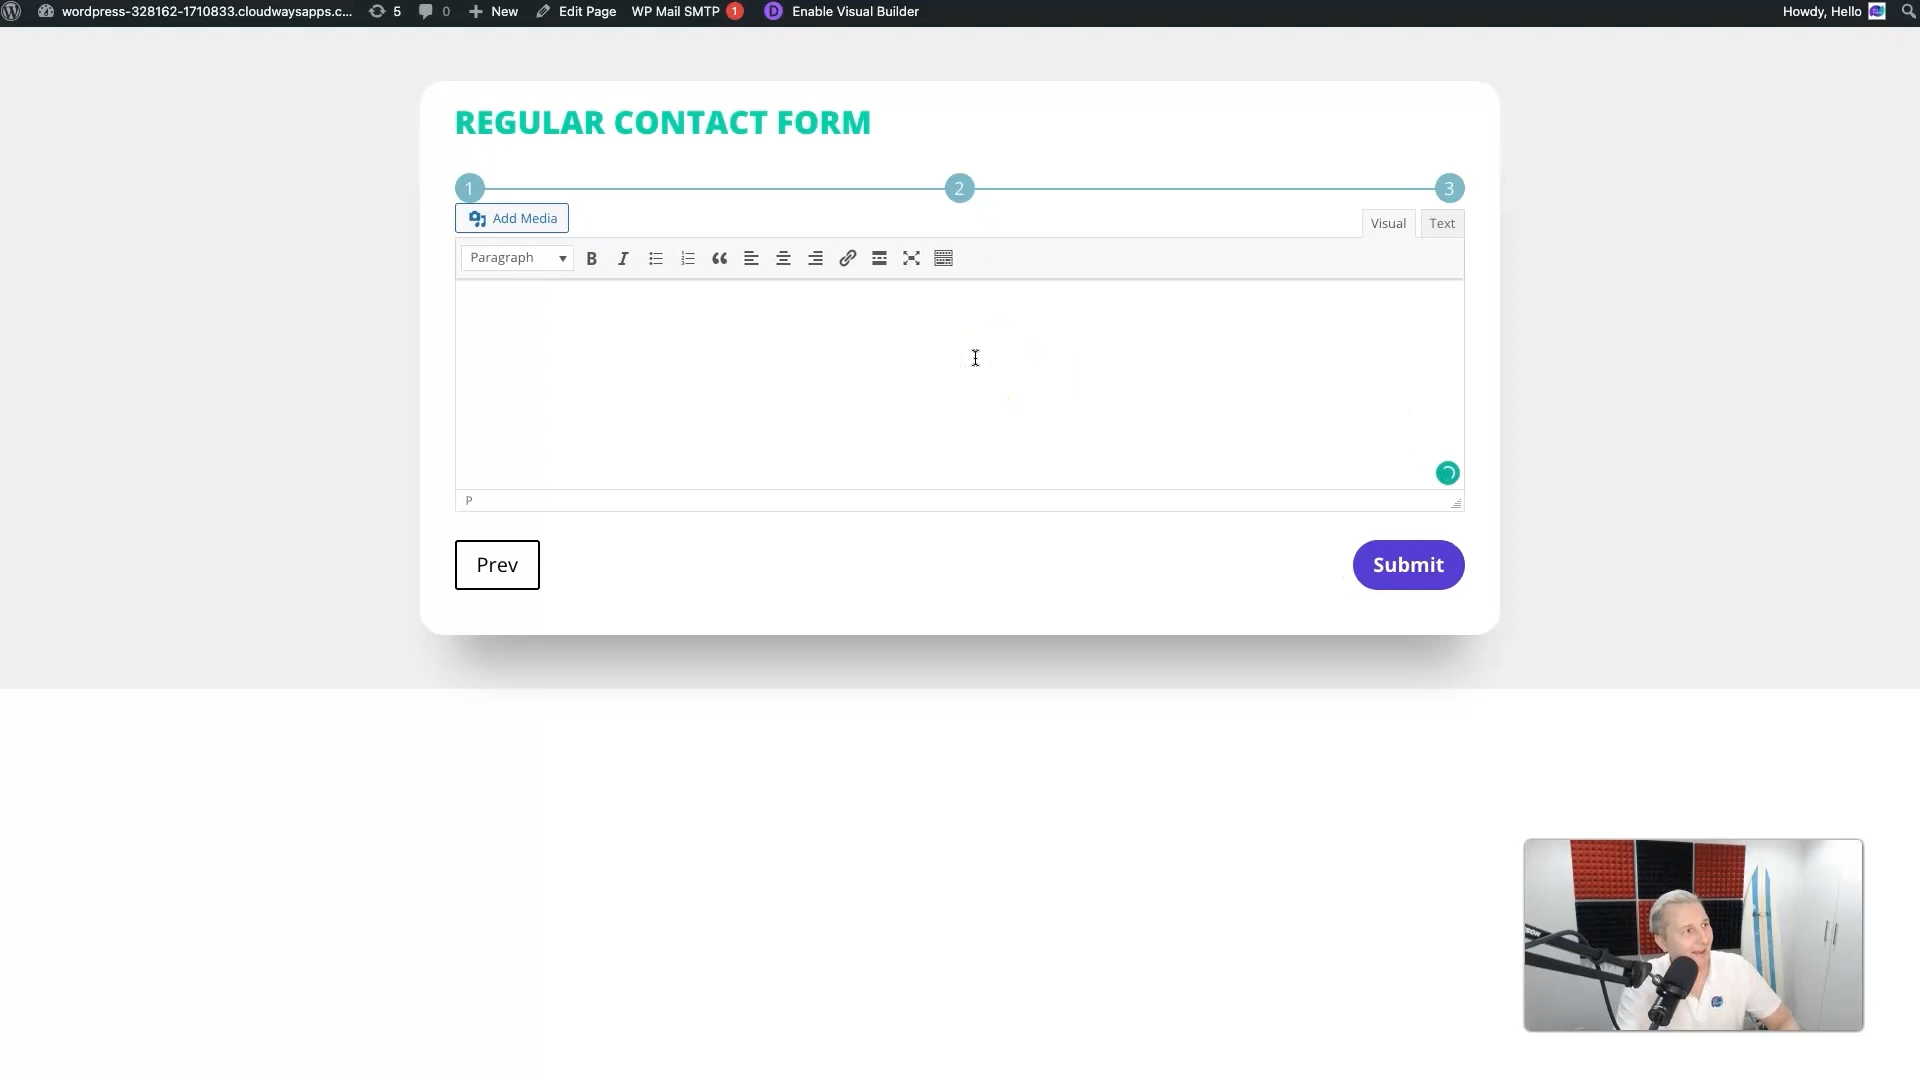 wordpress-328162-1710833.cloudwaysapps.c... 5 0 New Edit Page WP Mail SMTP 1 D Enable Visual Builder Howdy, Hello
REGULAR CONTACT FORM
1 2 3
Add Media Visual Text
Paragraph B I
P
Prev Submit